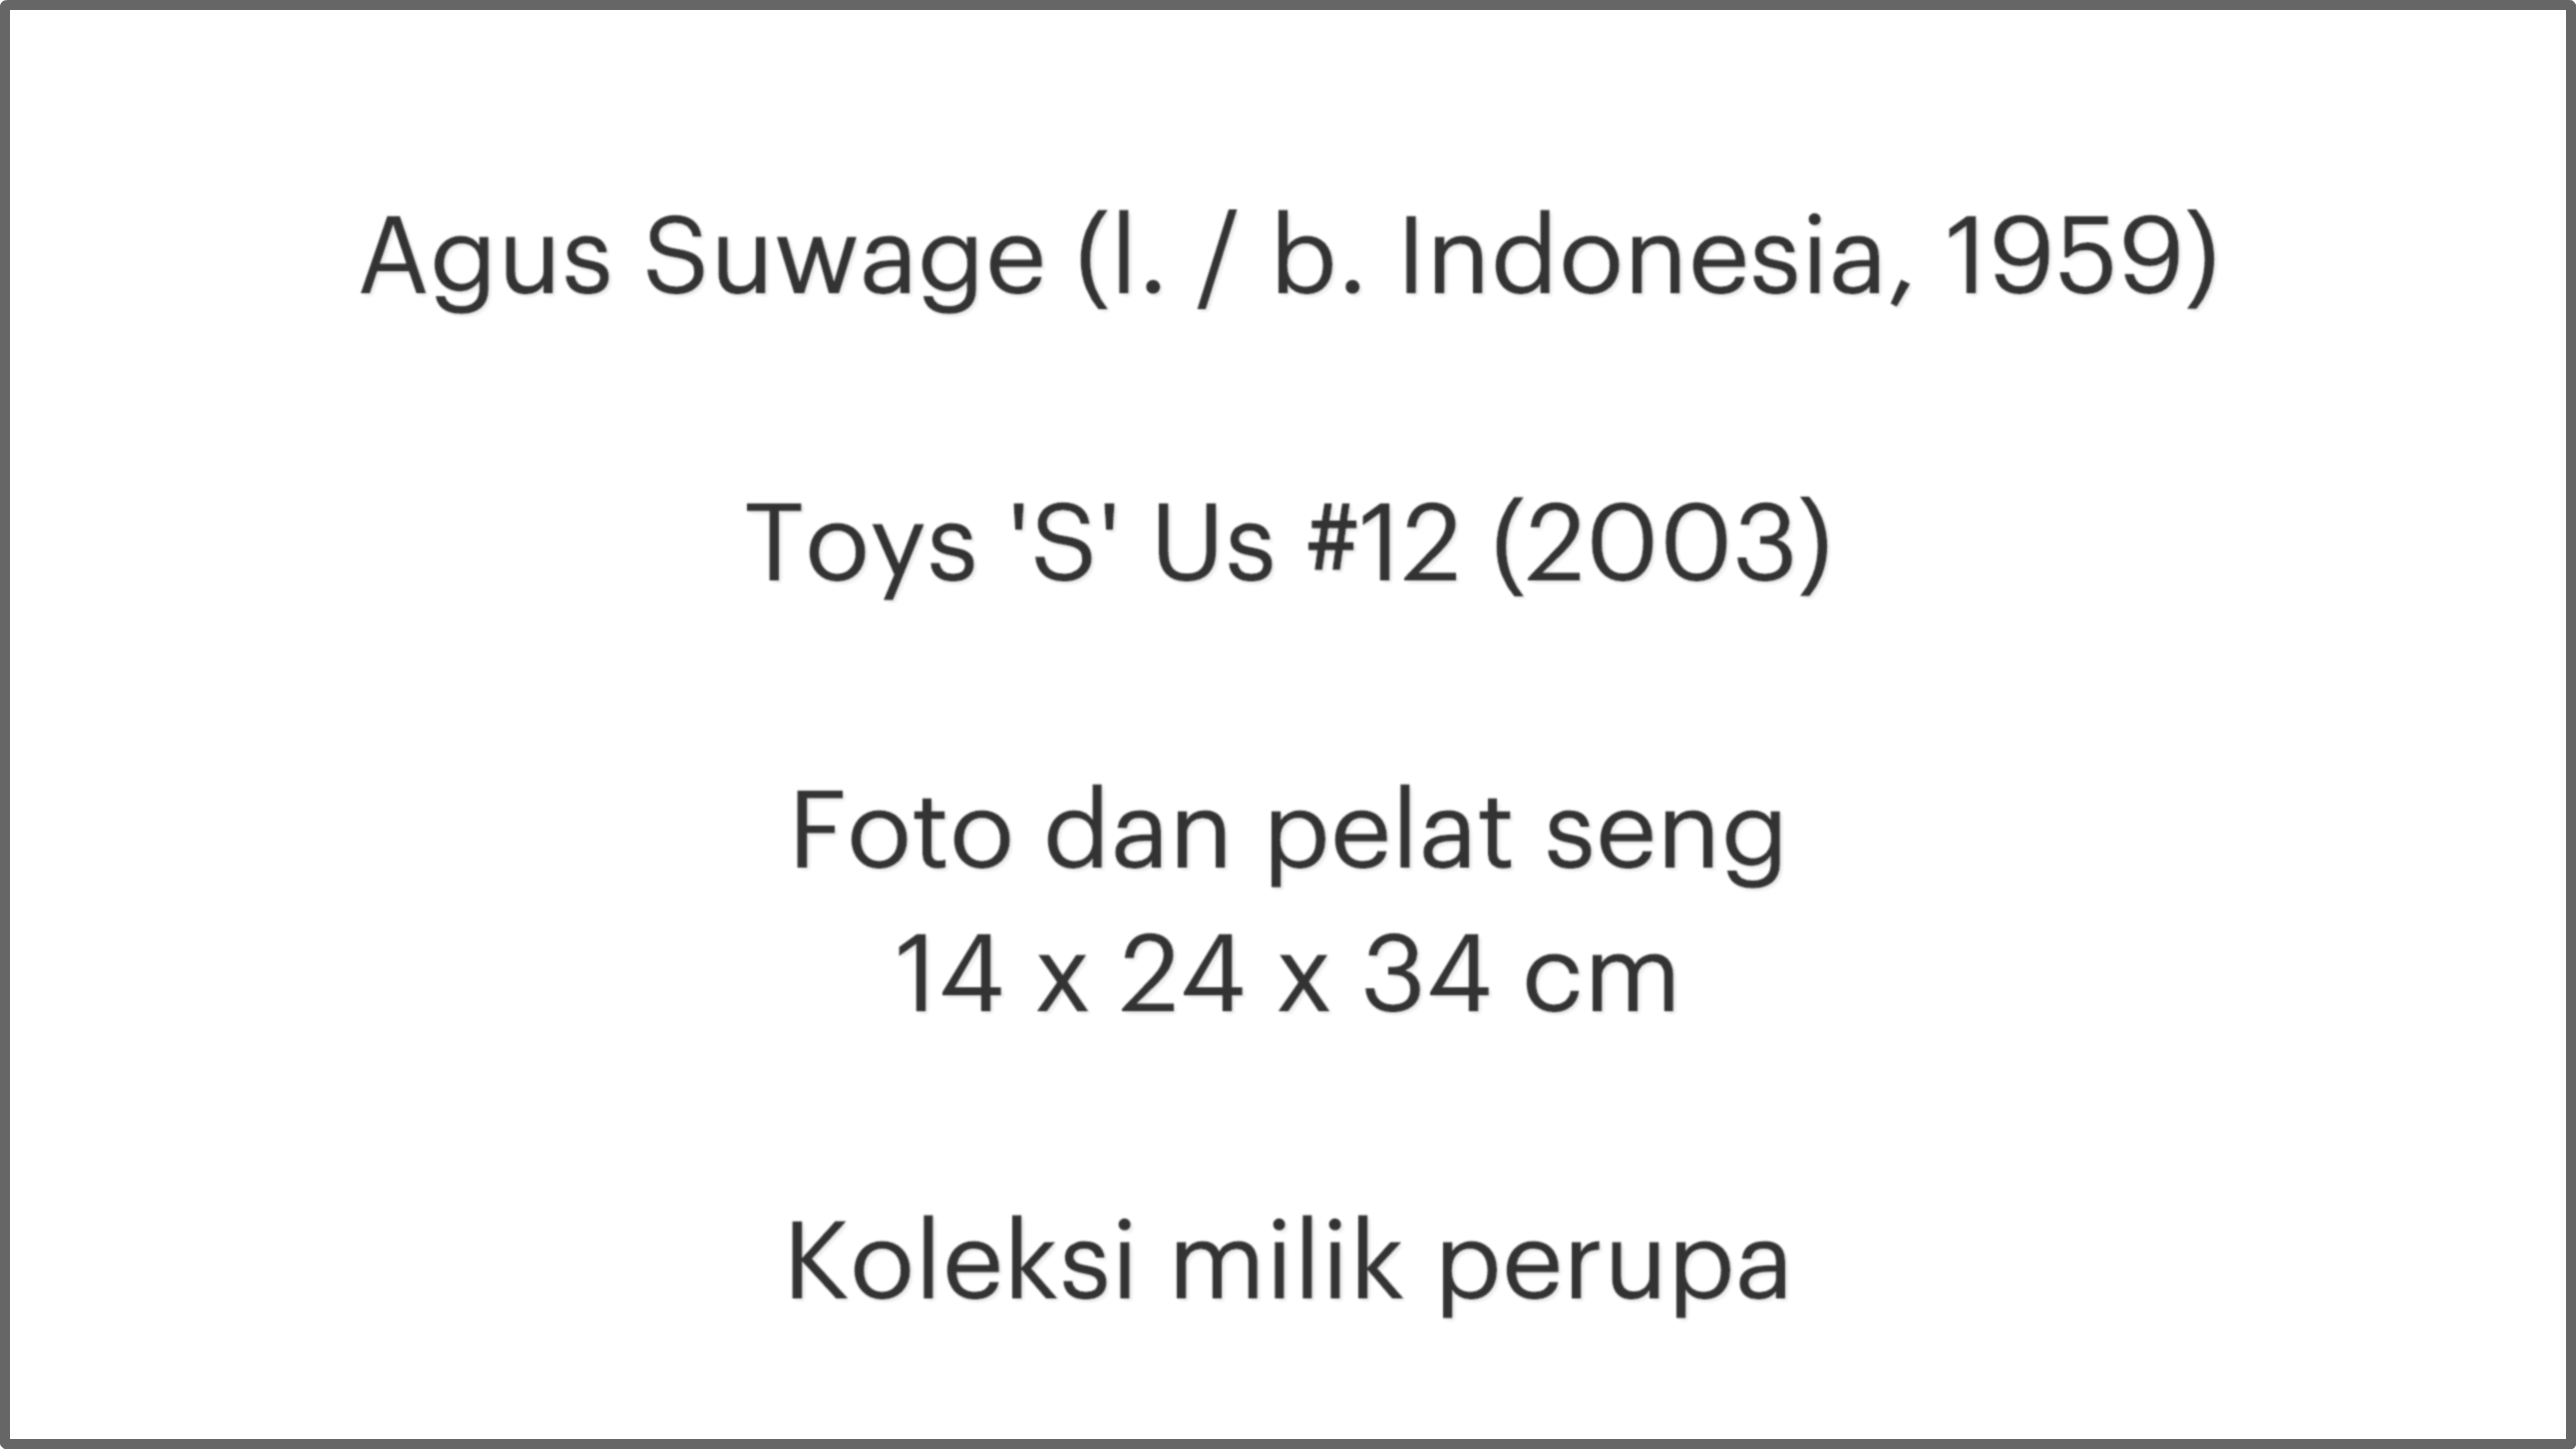 Agus Suwage (l. / b. Indonesia, 1959)
Toys 'S' Us #12 (2003)
Foto dan pelat seng
14 x 24 x 34 cm
Koleksi milik perupa